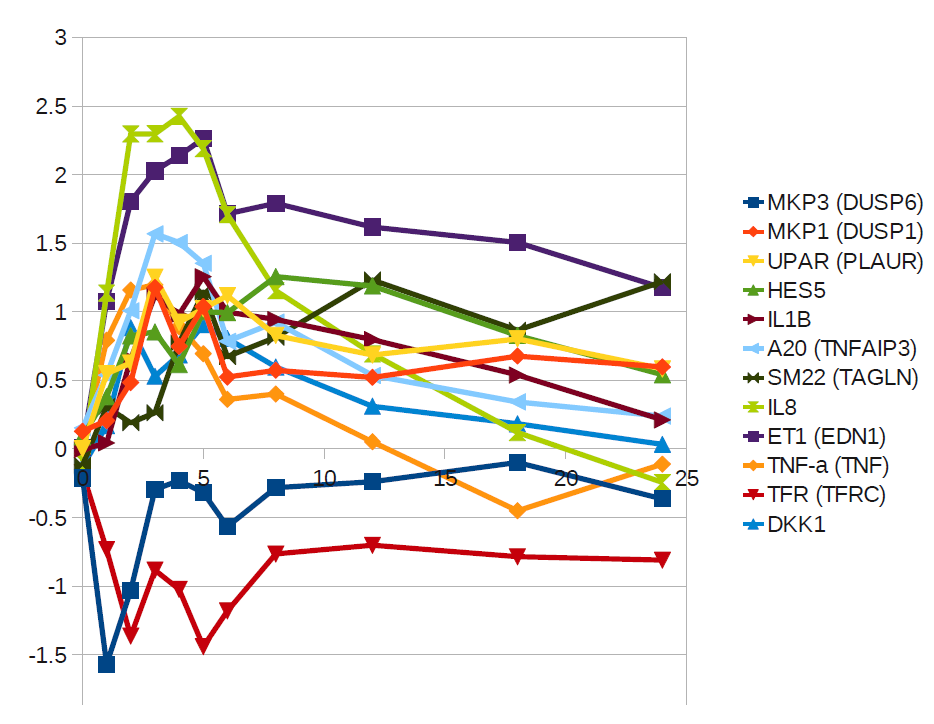 3
2.5
2
1.5
1
0.5
0
-0.5
-1
-1.5
0 5 10 15 20 25
MKP3 (DUSP6)
MKP1 (DUSP1)
UPAR (PLAUR)
HES5
IL1B
A20 (TNFAIP3)
SM22 (TAGLN)
IL8
ET1 (EDN1)
TNF-a (TNF)
TFR (TFRC)
DKK1